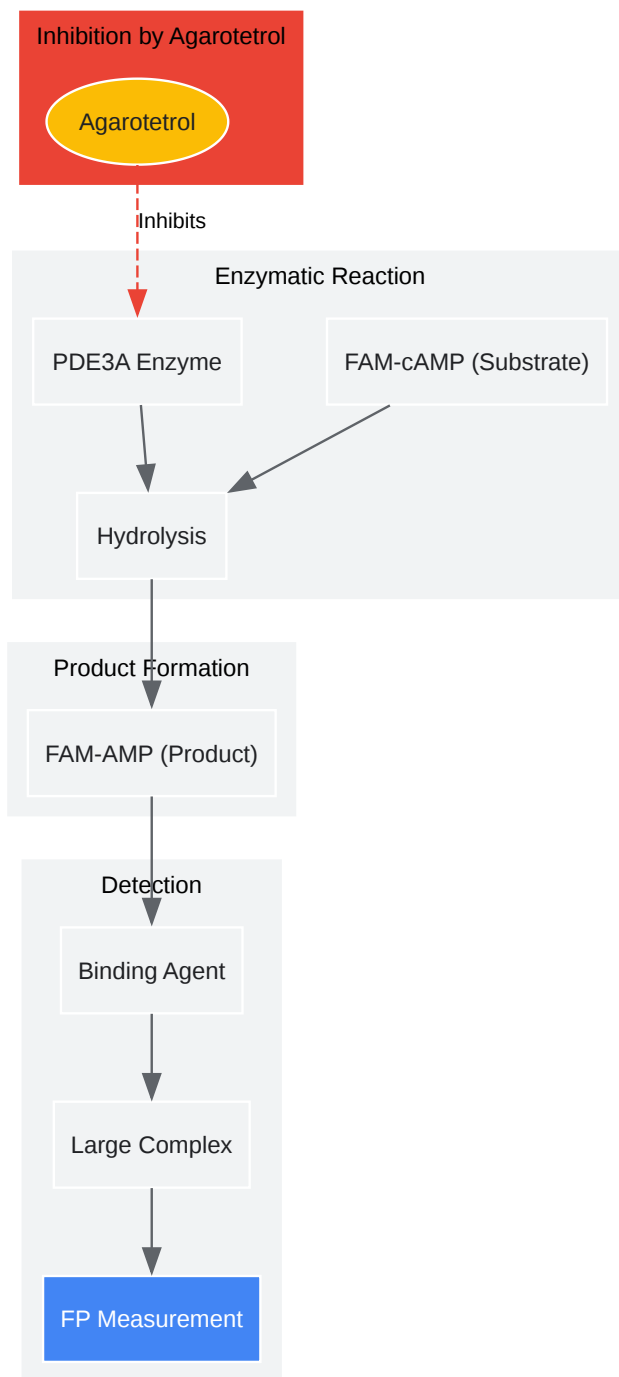 Inhibition by Agarotetrol
Agarotetrol
Inhibits
Enzymatic Reaction
PDE3A Enzyme
FAM-cAMP (Substrate)
Hydrolysis
Product Formation
FAM-AMP (Product)
Detection
Binding Agent
Large Complex
FP Measurement